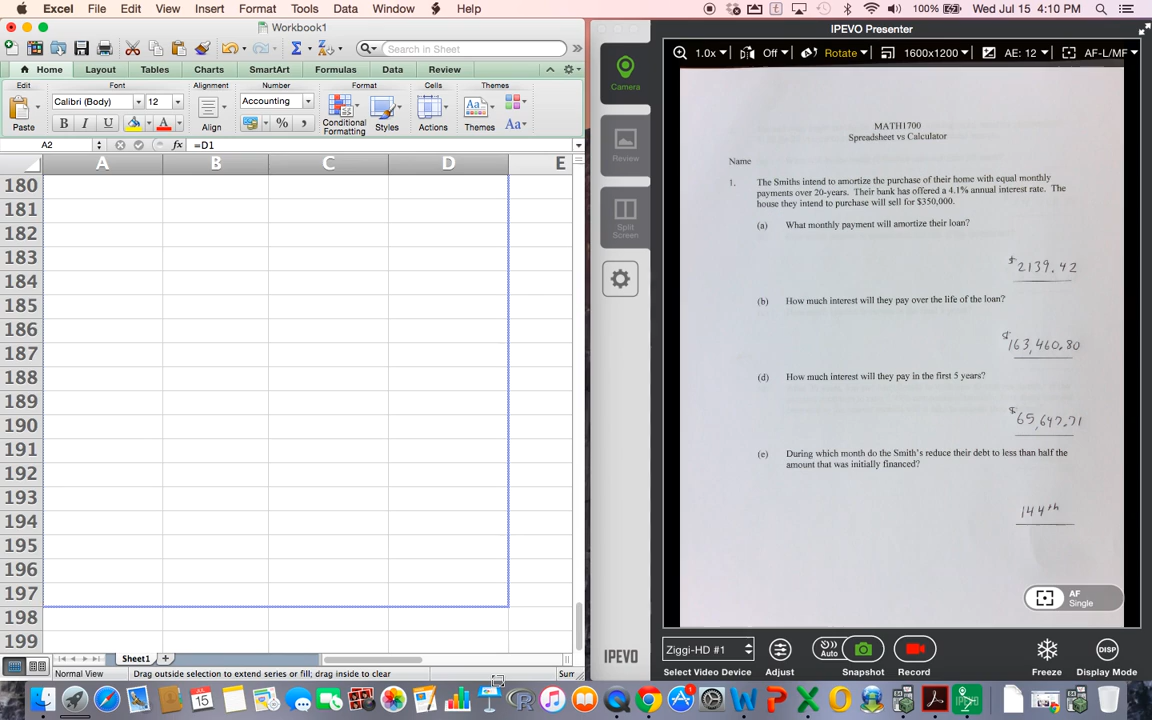 Excel File Edit View Insert Format Tools Data Window Help 100% Wed Jul 15 4:10 PM
Workbook1
Search in Sheet
Home Layout Tables Charts SmartArt Formulas Data Review
Edit Font Alignment Number Format Cells Themes
Calibri (Body) 12 Accounting
Paste B I U Align % Conditional Formatting Styles Actions Themes Aa
A2 fx =D1
A B C D E
180
181
182
183
184
185
186
187
188
189
190
191
192
193
194
195
196
197
198
199
Sheet1
Normal View Drag outside selection to extend series or fill; drag inside to clear Sum
IPEVO Presenter
1.0x Off Rotate 1600x1200 AE: 12 AF-L/MF
Camera
Review
Split Screen
IPEVO
MATH1700
Spreadsheet vs Calculator
Name
1. The Smiths intend to amortize the purchase of their home with equal monthly
payments over 20-years. Their bank has offered a 4.1% annual interest rate. The
house they intend to purchase will sell for $350,000.
(a) What monthly payment will amortize their loan?
$2139.42
(b) How much interest will they pay over the life of the loan?
$163,460.80
(d) How much interest will they pay in the first 5 years?
$65,647.71
(e) During which month do the Smith's reduce their debt to less than half the
amount that was initially financed?
144th
AF
Single
Ziggi-HD #1 Auto DISP
Select Video Device Adjust Snapshot Record Freeze Display Mode
15